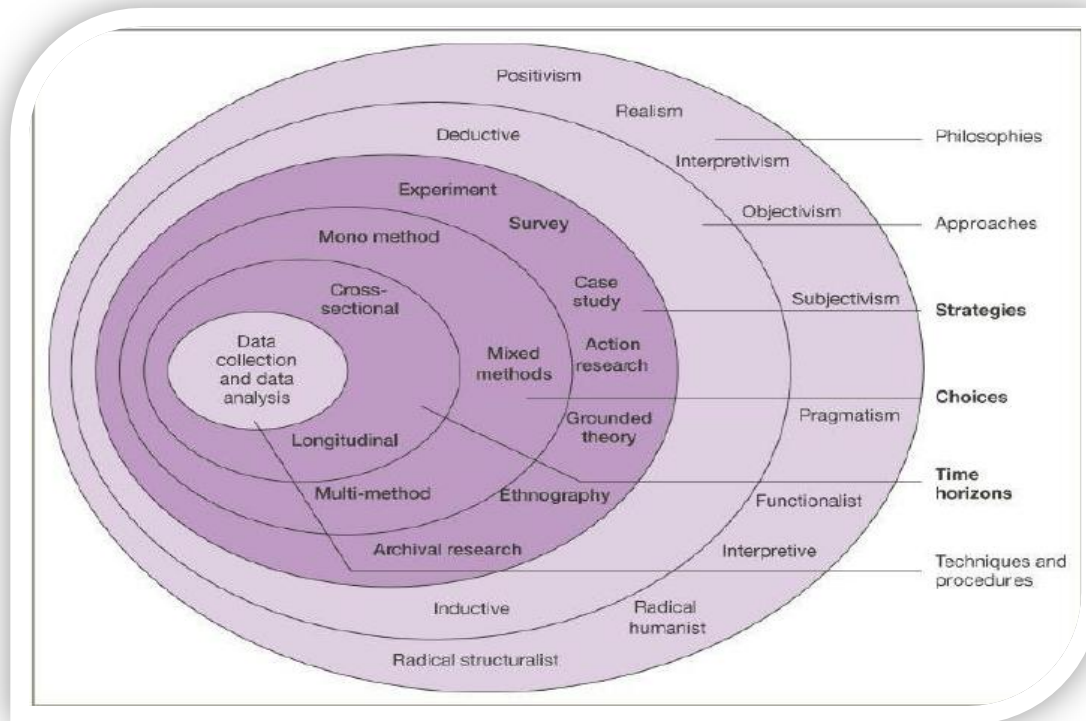 Positivism
Realism
Philosophies
Deductive
Interpretivism
Experiment
Objectivism
Approaches
Survey
Mono method
Cross-
sectional
Case
study
Subjectivism
Strategies
Data
collection
and data
analysis
Mixed
methods
Action
research
Choices
Grounded
theory
Pragmatism
Longitudinal
Time
horizons
Multi-method
Ethnography
Functionalist
Archival research
Interpretive
Techniques and
procedures
Inductive
Radical
humanist
Radical structuralist